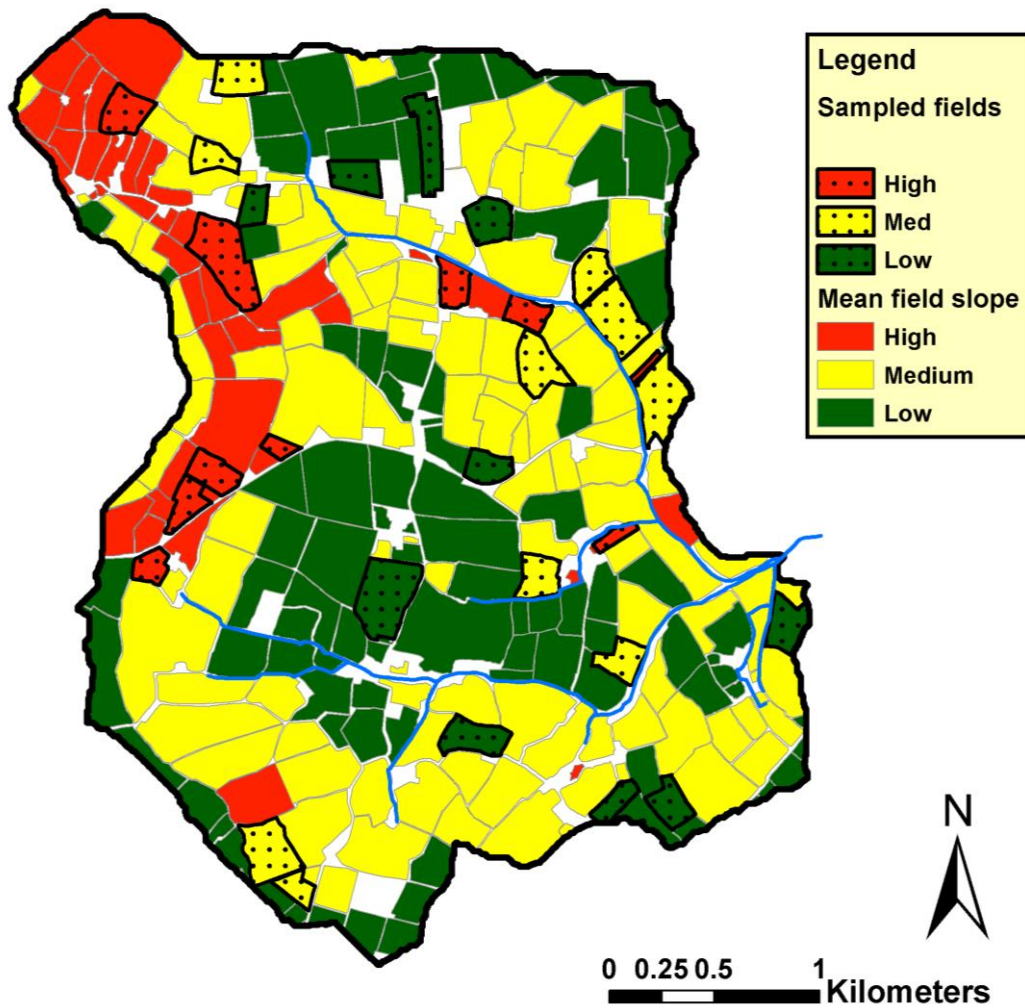 Legend
Sampled fields
High
Med
Low
Mean field slope
High
Medium
Low
N
0 0.25 0.5 1
Kilometers